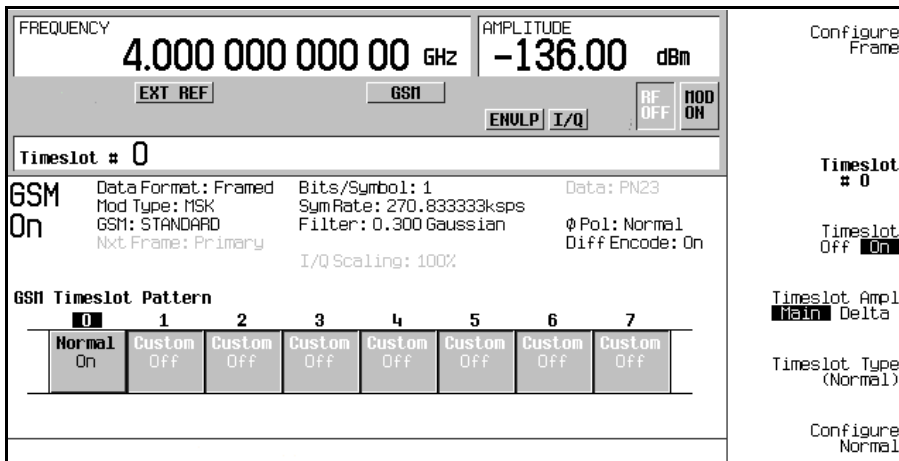 FREQUENCY
4.000 000 000 00 GHz
AMPLITUDE
-136.00 dBm
EXT REF
GSM
ENVLP I/Q
RF OFF
MOD ON
Timeslot # 0
GSM On
Data Format: Framed
Mod Type: MSK
GSM: STANDARD
Nxt Frame: Primary
Bits/Symbol: 1
Sym Rate: 270.833333ksps
Filter: 0.300 Gaussian
I/Q Scaling: 100%
Data: PN23
Φ Pol: Normal
Diff Encode: On
GSM Timeslot Pattern
0 1 2 3 4 5 6 7
Normal Custom Custom Custom Custom Custom Custom Custom
On Off Off Off Off Off Off Off
Configure
Frame
Timeslot
# 0
Timeslot
Off On
Timeslot Ampl
Main Delta
Timeslot Type
(Normal)
Configure
Normal